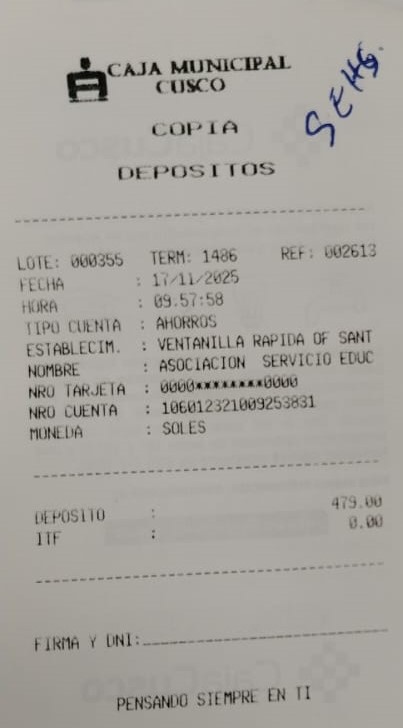 CAJA MUNICIPAL
CUSCO
SEHG.
COPIA
DEPOSITOS
LOTE: 000355 TERM: 1486 REF: 002613
FECHA : 17/11/2025
HORA : 09.57:58
TIPO CUENTA : AHORROS
ESTABLECIM. : VENTANILLA RAPIDA OF SANT
NOMBRE : ASOCIACION SERVICIO EDUC
NRO TARJETA : 0000********0000
NRO CUENTA : 106012321009253831
MONEDA : SOLES
DEPOSITO : 479.00
ITF : 0.00
FIRMA Y DNI:
PENSANDO SIEMPRE EN TI